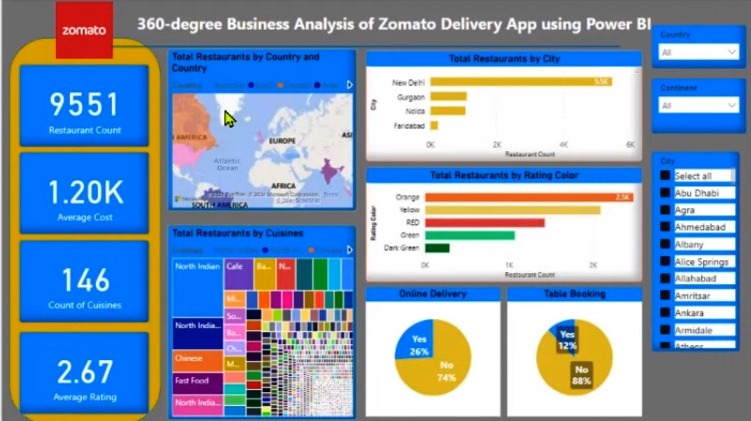 zomato
360-degree Business Analysis of Zomato Delivery App using Power BI
9551
Restaurant Count
1.20K
Average Cost
146
Count of Cuisines
2.67
Average Rating
Total Restaurants by Country and
Country
AMERICA
EUROPE
Atlantic
Ocean
AFRICA
SOUTH AMERICA
Total Restaurants by Cuisines
North Indian
Cafe
Ba...
N...
Mi...
So...
North India...
Ba...
Ch...
Chinese
M...
Fast Food
North India...
Total Restaurants by City
City
New Delhi
5.5K
Gurgaon
Noida
Faridabad
0K
2K
4K
6K
Restaurant Count
Total Restaurants by Rating Color
Rating Color
Orange
2.5K
Yellow
RED
Green
Dark Green
0K
1K
2K
Restaurant Count
Online Delivery
Yes
26%
No
74%
Table Booking
Yes
12%
No
88%
Country
All
Continent
All
City
Select all
Abu Dhabi
Agra
Ahmedabad
Albany
Alice Springs
Allahabad
Amritsar
Ankara
Armidale
Athens